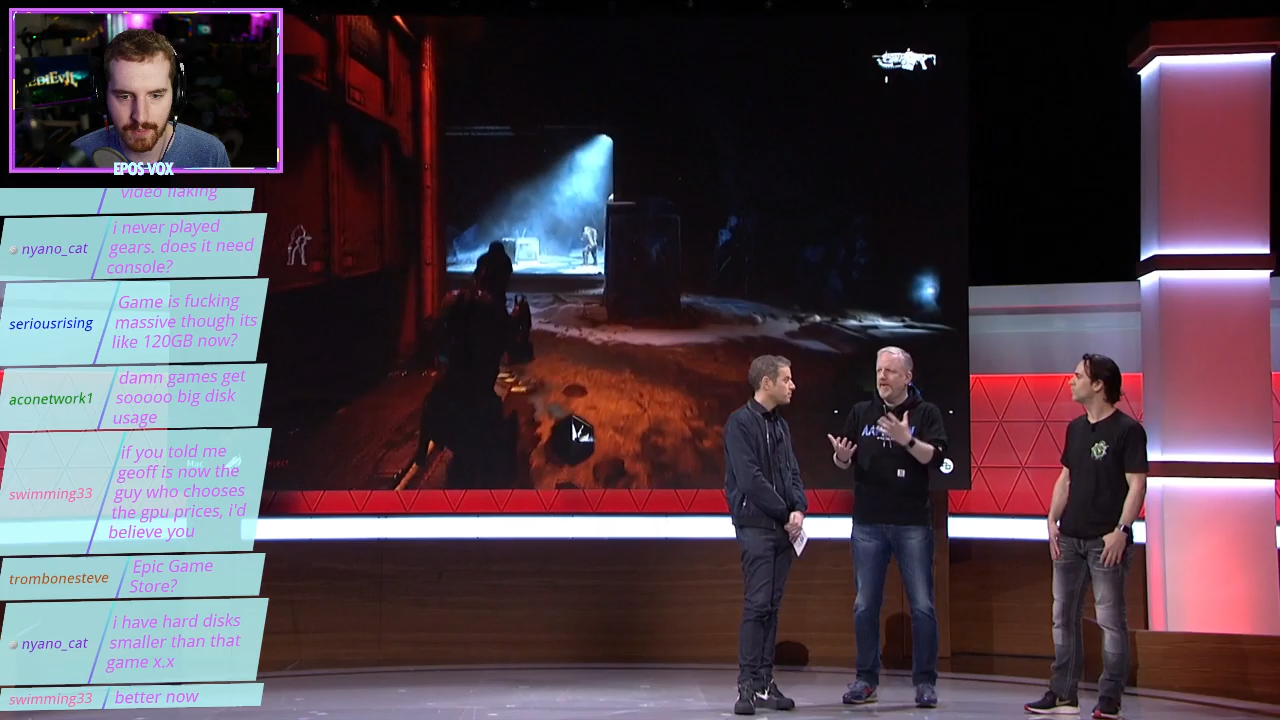 EPOS VOX
video flaking
nyano_cat
i never played
gears. does it need
console?
seriousrising
Game is fucking
massive though its
like 120GB now?
aconetwork1
damn games get
sooooo big disk
usage
swimming33
if you told me
geoff is now the
guy who chooses
the gpu prices, i'd
believe you
trombonesteve
Epic Game
Store?
nyano_cat
i have hard disks
smaller than that
game x.x
swimming33
better now